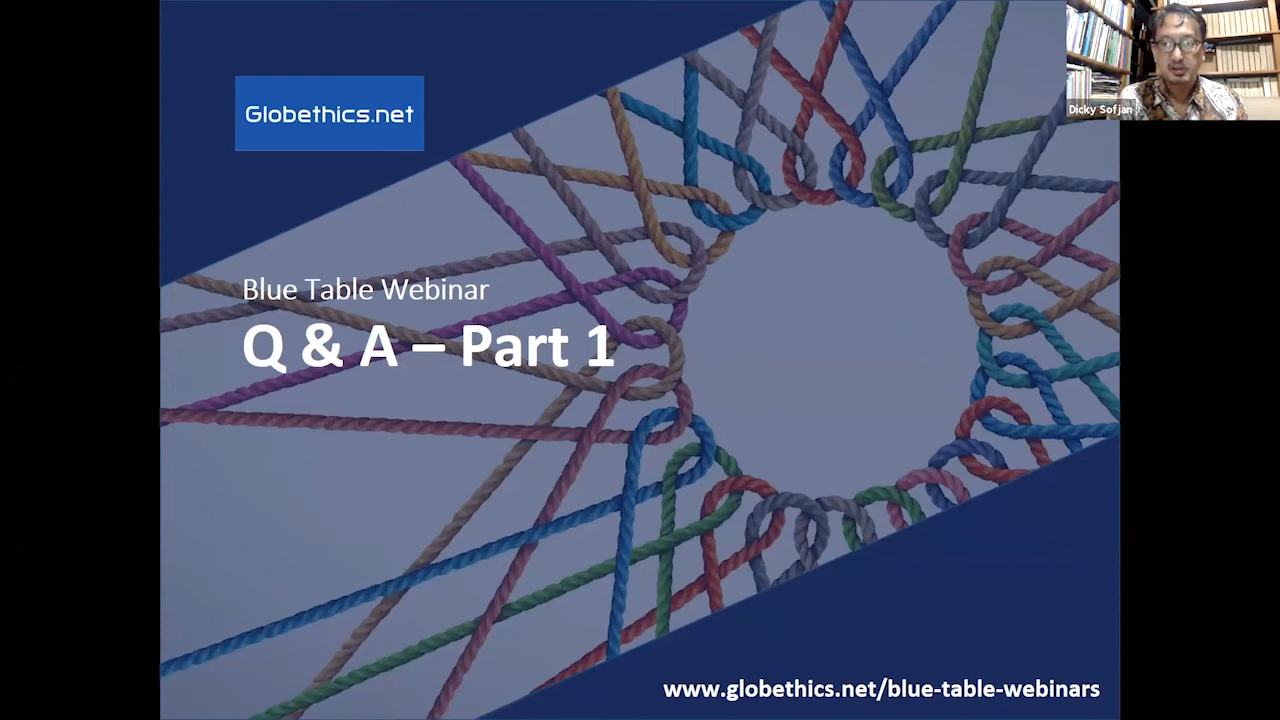 Globethics.net
Dicky Sofjan
Blue Table Webinar
Q & A – Part 1
www.globethics.net/blue-table-webinars